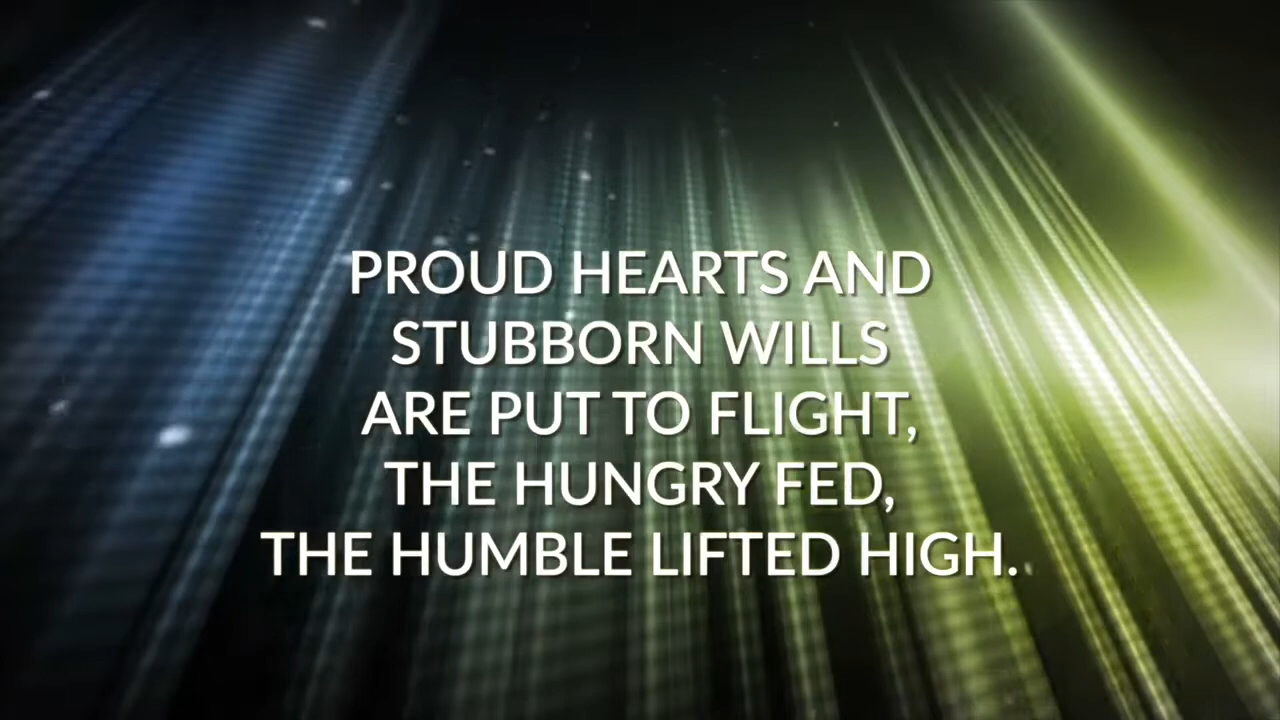 PROUD HEARTS AND
STUBBORN WILLS
ARE PUT TO FLIGHT,
THE HUNGRY FED,
THE HUMBLE LIFTED HIGH.